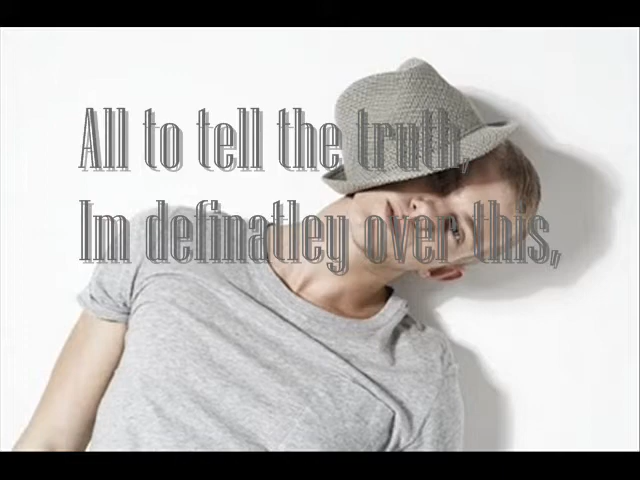 All to tell the truth,
Im definatley over this,,